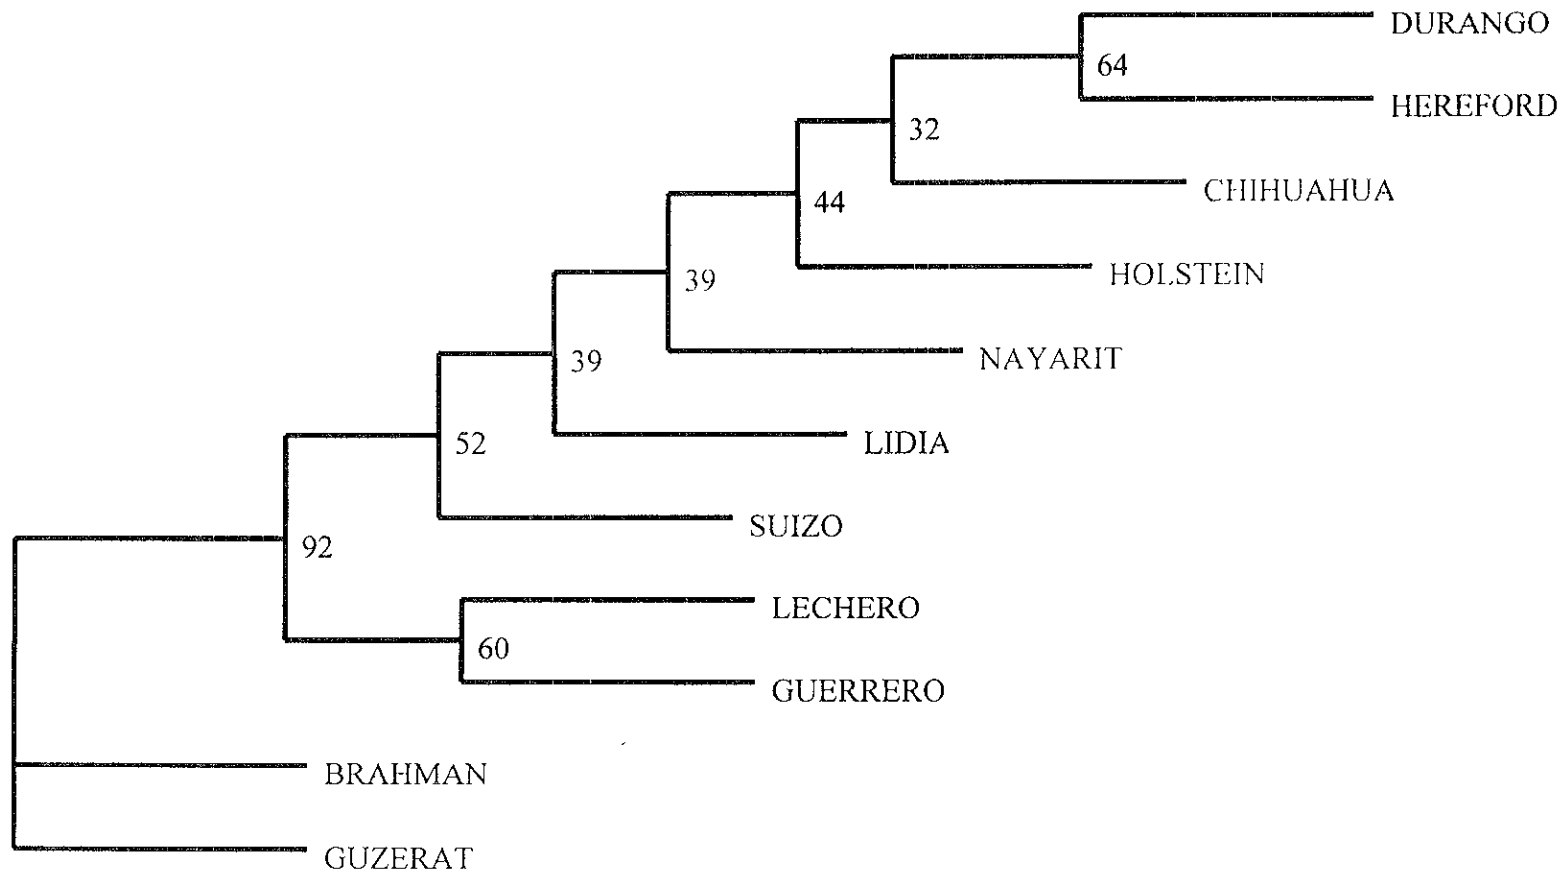 DURANGO
64
HEREFORD
32
CHIHUAHUA
44
HOLSTEIN
39
NAYARIT
39
LIDIA
52
SUIZO
92
LECHERO
60
GUERRERO
BRAHMAN
GUZERAT